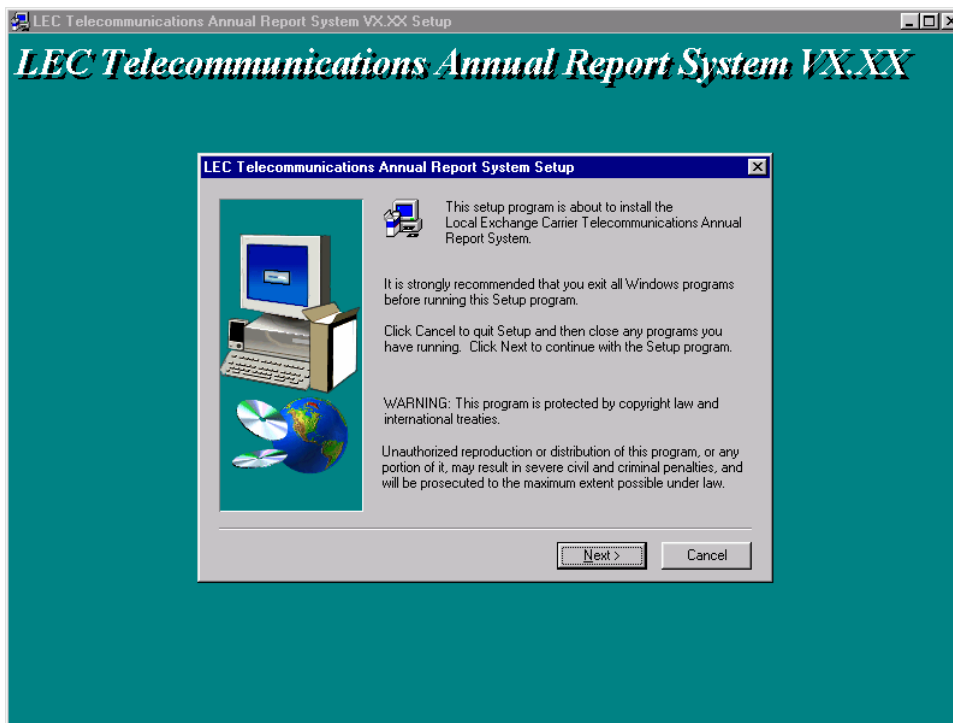 LEC Telecommunications Annual Report System VX.XX Setup
LEC Telecommunications Annual Report System VX.XX
LEC Telecommunications Annual Report System Setup
This setup program is about to install the
Local Exchange Carrier Telecommunications Annual
Report System.
It is strongly recommended that you exit all Windows programs
before running this Setup program.
Click Cancel to quit Setup and then close any programs you
have running. Click Next to continue with the Setup program.
WARNING: This program is protected by copyright law and
international treaties.
Unauthorized reproduction or distribution of this program, or any
portion of it, may result in severe civil and criminal penalties, and
will be prosecuted to the maximum extent possible under law.
Next >
Cancel